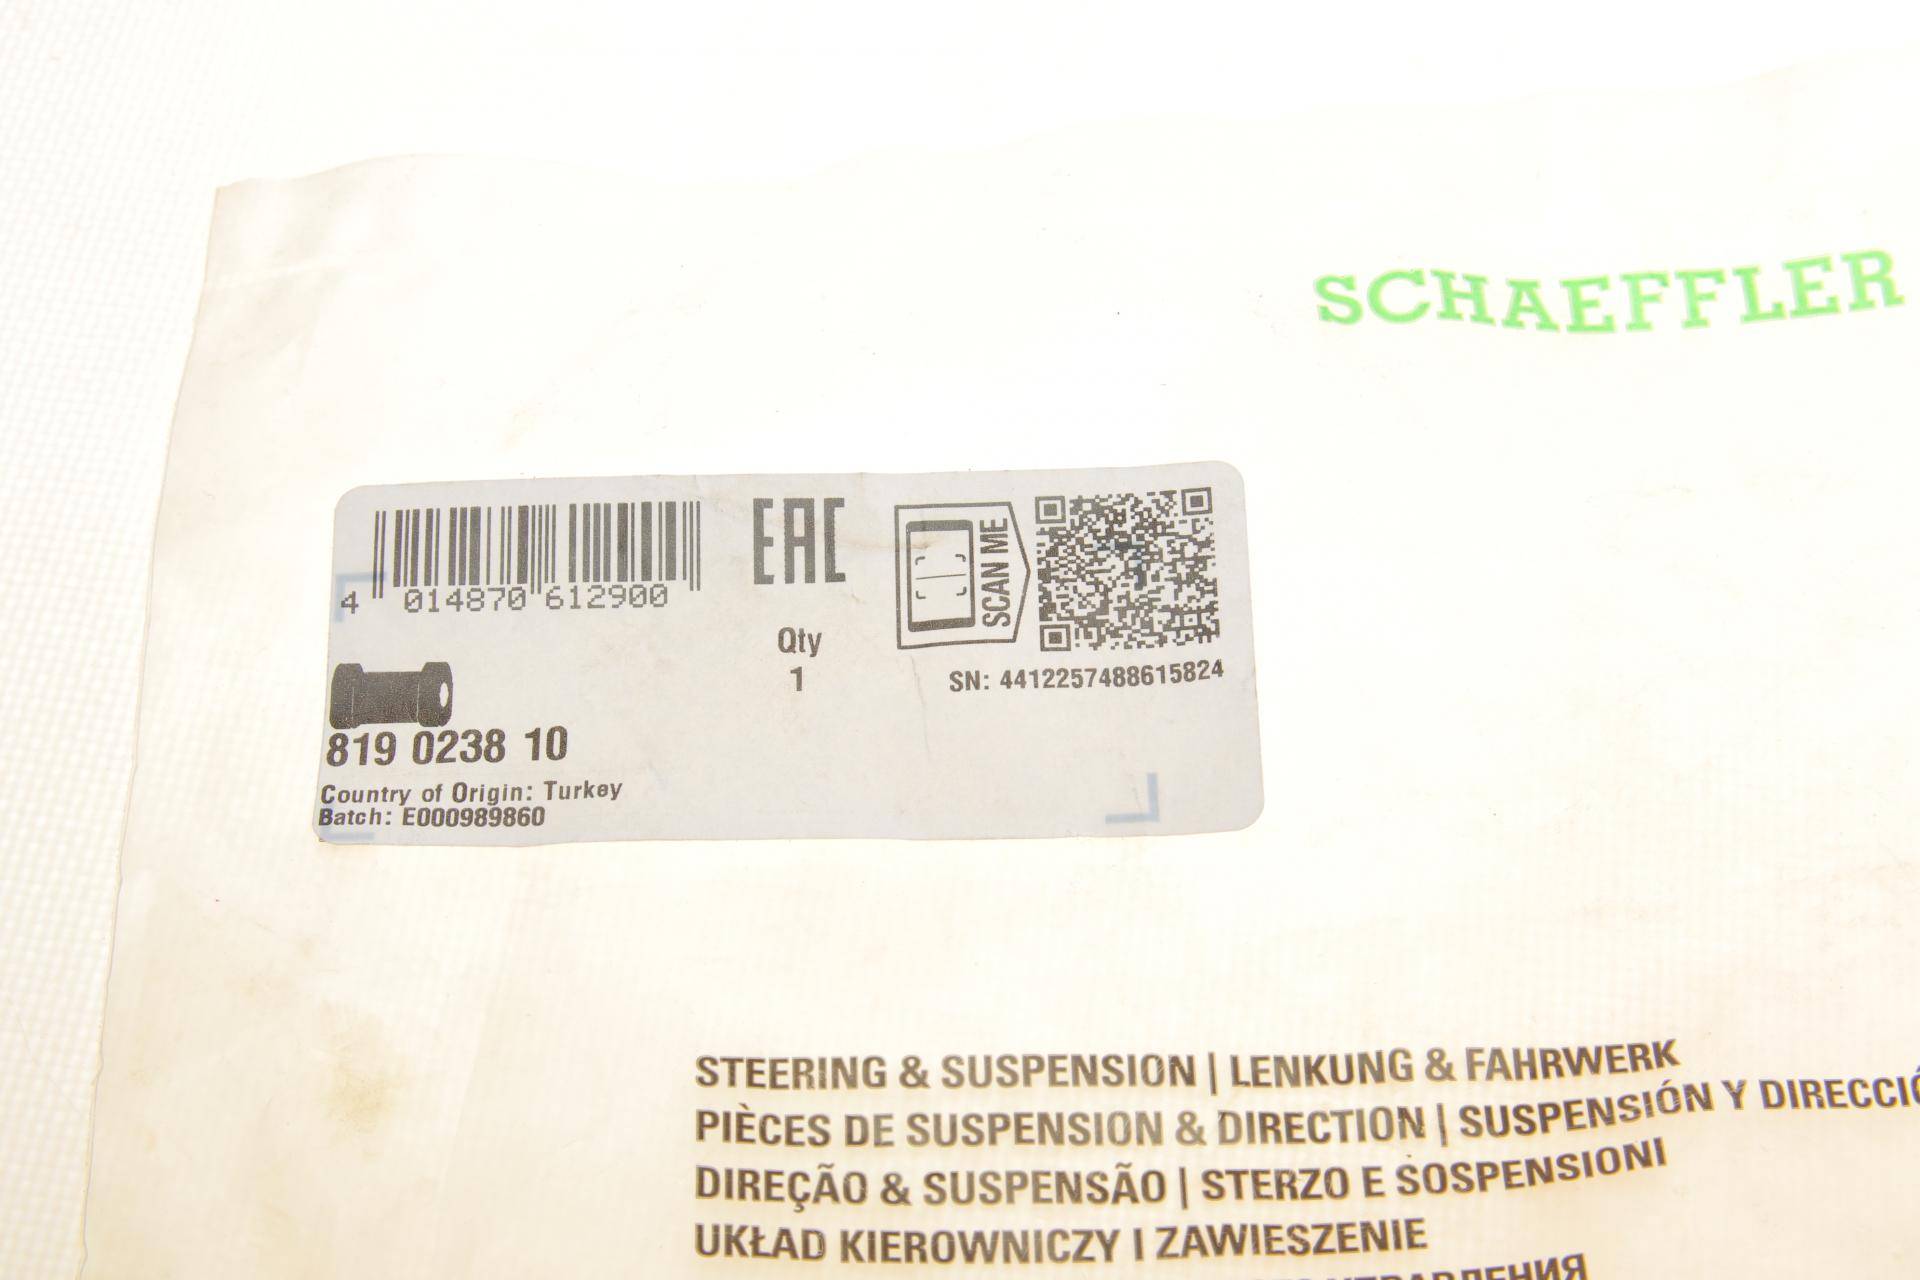 SCHAEFFLER
4 014870 612900
EAC
SCAN ME
Qty
1
SN: 4412257488615824
819 0238 10
Country of Origin: Turkey
Batch: E000989860
STEERING & SUSPENSION | LENKUNG & FAHRWERK
PIÈCES DE SUSPENSION & DIRECTION | SUSPENSIÓN Y DIRECCIÓ
DIREÇÃO & SUSPENSÃO | STERZO E SOSPENSIONI
UKŁAD KIEROWNICZY I ZAWIESZENIE